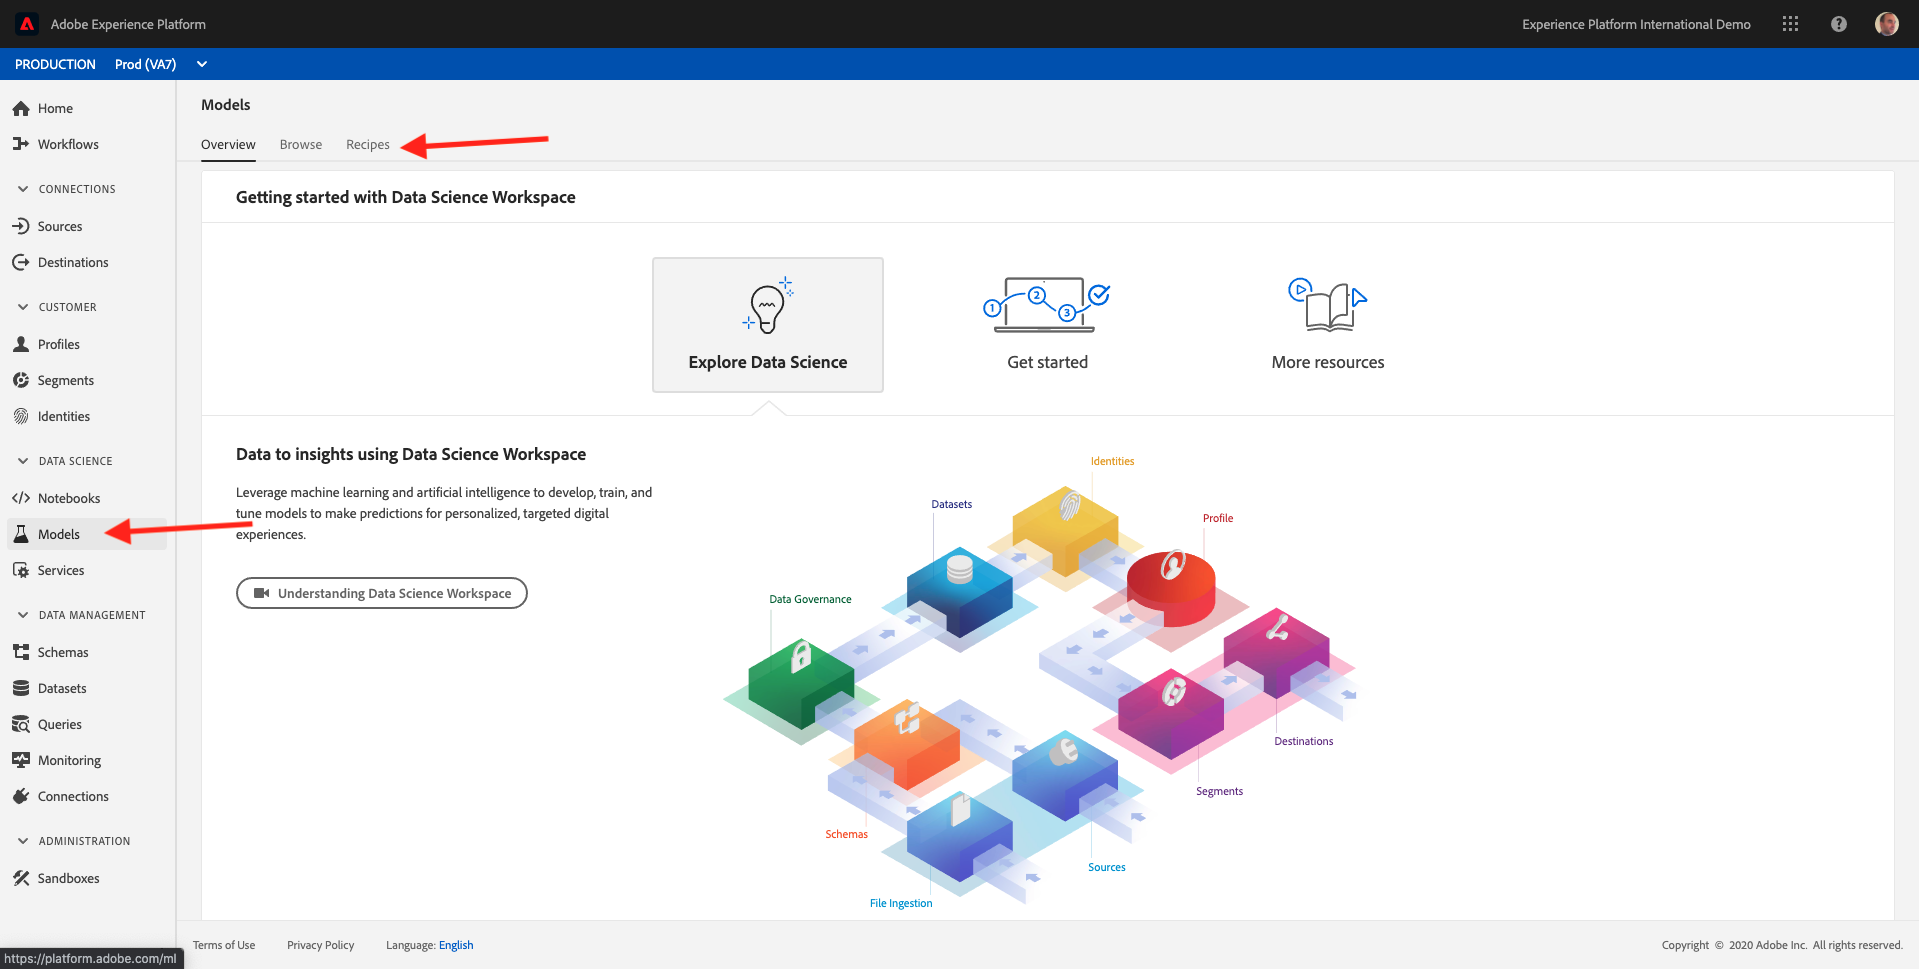 Adobe Experience Platform
Experience Platform International Demo
PRODUCTION Prod (VA7)
Home
Workflows
CONNECTIONS
Sources
Destinations
CUSTOMER
Profiles
Segments
Identities
DATA SCIENCE
Notebooks
Models
Services
DATA MANAGEMENT
Schemas
Datasets
Queries
Monitoring
Connections
ADMINISTRATION
Sandboxes
Models
Overview Browse Recipes
Getting started with Data Science Workspace
1 2 3
Explore Data Science
Get started
More resources
Data to insights using Data Science Workspace
Leverage machine learning and artificial intelligence to develop, train, and
tune models to make predictions for personalized, targeted digital
experiences.
Understanding Data Science Workspace
Identities
Datasets
Profile
Data Governance
Destinations
Segments
Schemas
Sources
File Ingestion
Terms of Use Privacy Policy Language: English
Copyright © 2020 Adobe Inc. All rights reserved.
https://platform.adobe.com/ml